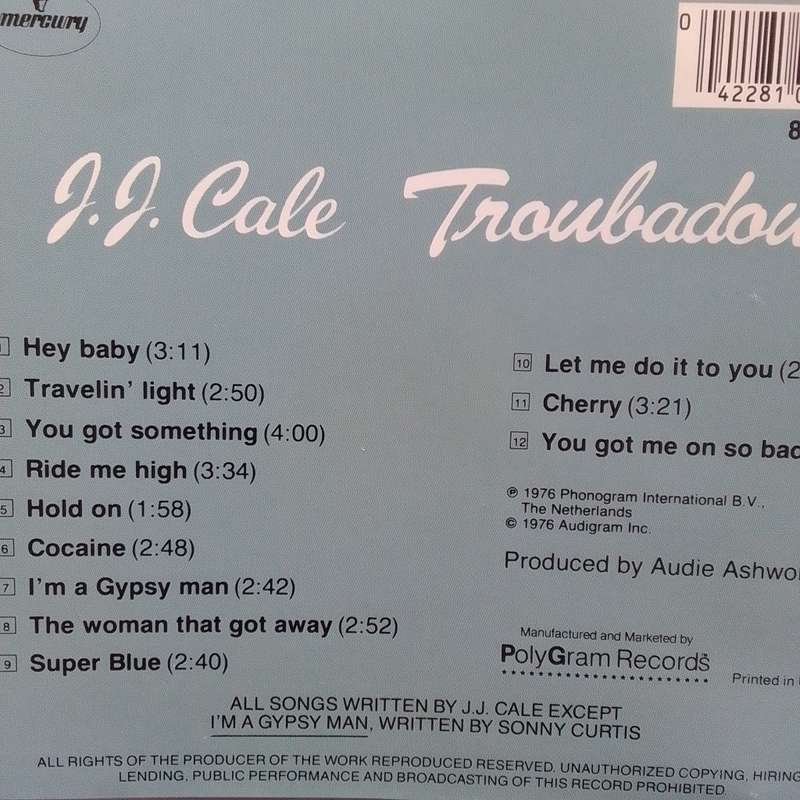 mercury
0
42281
8
J.J. Cale Troubadou
1 Hey baby (3:11)
2 Travelin' light (2:50)
3 You got something (4:00)
4 Ride me high (3:34)
5 Hold on (1:58)
6 Cocaine (2:48)
7 I'm a Gypsy man (2:42)
8 The woman that got away (2:52)
9 Super Blue (2:40)
10 Let me do it to you (2
11 Cherry (3:21)
12 You got me on so bad
℗ 1976 Phonogram International B.V.,
The Netherlands
© 1976 Audigram Inc.
Produced by Audie Ashwo
Manufactured and Marketed by
PolyGram Records
Printed in
ALL SONGS WRITTEN BY J.J. CALE EXCEPT
I'M A GYPSY MAN, WRITTEN BY SONNY CURTIS
ALL RIGHTS OF THE PRODUCER OF THE WORK REPRODUCED RESERVED. UNAUTHORIZED COPYING, HIRING
LENDING, PUBLIC PERFORMANCE AND BROADCASTING OF THIS RECORD PROHIBITED.